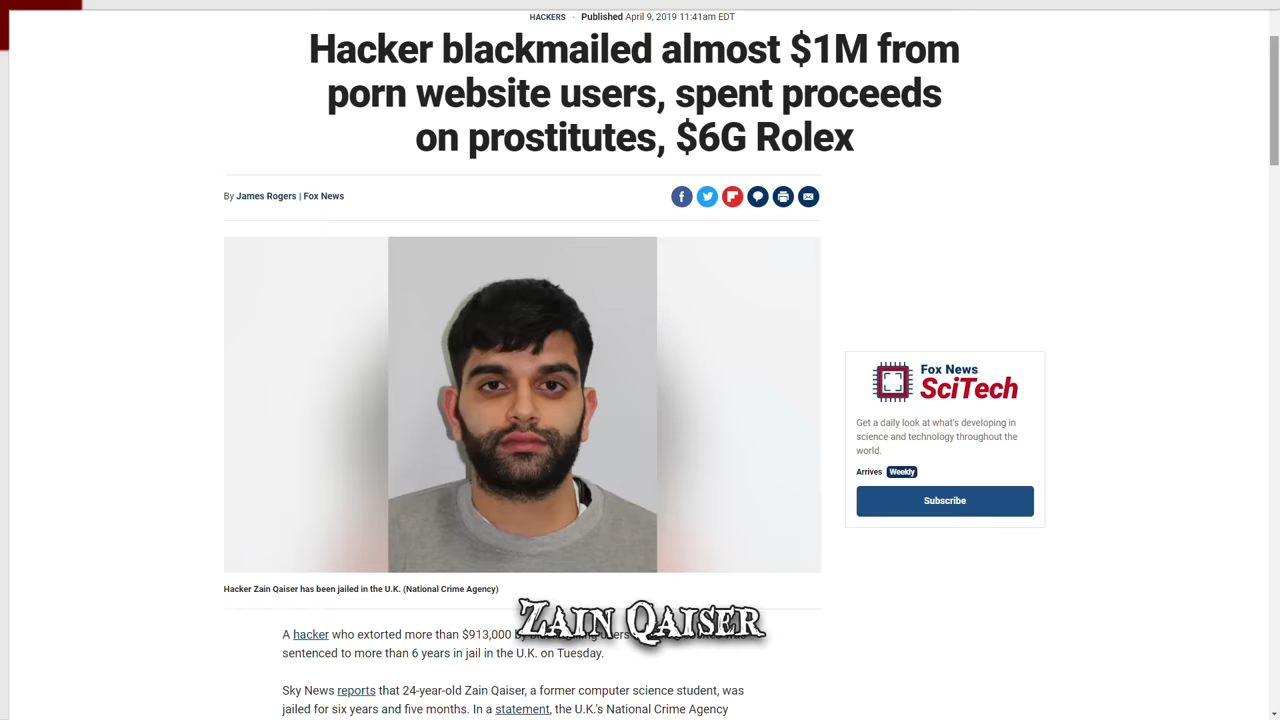 HACKERS · Published April 9, 2019 11:41am EDT
Hacker blackmailed almost $1M from
porn website users, spent proceeds
on prostitutes, $6G Rolex
By James Rogers | Fox News
Fox News
SciTech
Get a daily look at what's developing in
science and technology throughout the
world.
Arrives Weekly
Subscribe
Hacker Zain Qaiser has been jailed in the U.K. (National Crime Agency)
Zain Qaiser
A hacker who extorted more than $913,000
sentenced to more than 6 years in jail in the U.K. on Tuesday.
Sky News reports that 24-year-old Zain Qaiser, a former computer science student, was
jailed for six years and five months. In a statement, the U.K.'s National Crime Agency